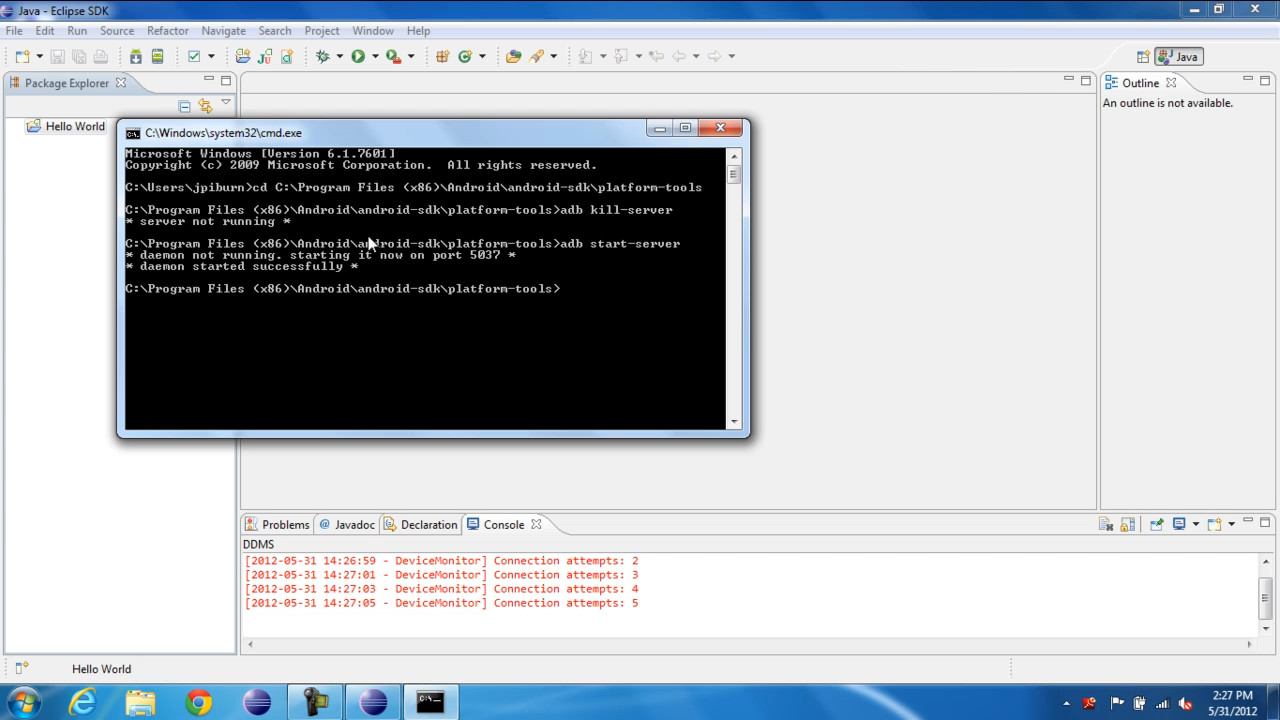 Java - Eclipse SDK
File Edit Run Source Refactor Navigate Search Project Window Help
Java
Package Explorer
Outline
An outline is not available.
Hello World
C:\Windows\system32\cmd.exe
Microsoft Windows [Version 6.1.7601]
Copyright (c) 2009 Microsoft Corporation.  All rights reserved.
C:\Users\jpiburn>cd C:\Program Files (x86)\Android\android-sdk\platform-tools
C:\Program Files (x86)\Android\android-sdk\platform-tools>adb kill-server
* server not running *
C:\Program Files (x86)\Android\android-sdk\platform-tools>adb start-server
* daemon not running. starting it now on port 5037 *
* daemon started successfully *
C:\Program Files (x86)\Android\android-sdk\platform-tools>
Problems @ Javadoc Declaration Console
DDMS
[2012-05-31 14:26:59 - DeviceMonitor] Connection attempts: 2
[2012-05-31 14:27:01 - DeviceMonitor] Connection attempts: 3
[2012-05-31 14:27:03 - DeviceMonitor] Connection attempts: 4
[2012-05-31 14:27:05 - DeviceMonitor] Connection attempts: 5
Hello World
2:27 PM
5/31/2012